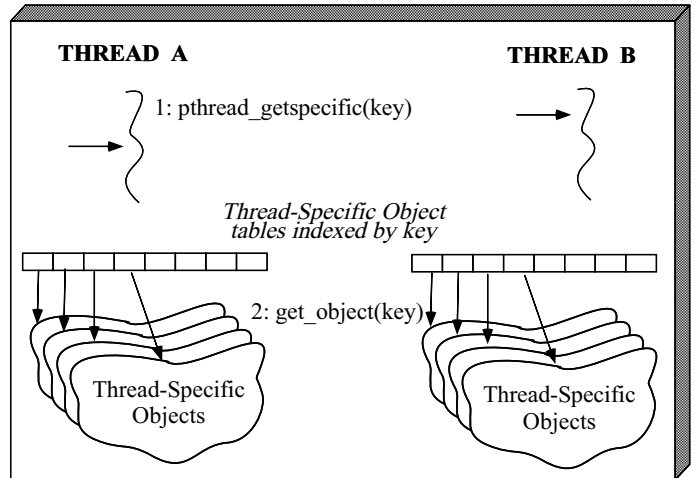 THREAD A
THREAD B
1: pthread_getspecific(key)
Thread-Specific Object
tables indexed by key
2: get_object(key)
Thread-Specific
Objects
Thread-Specific
Objects